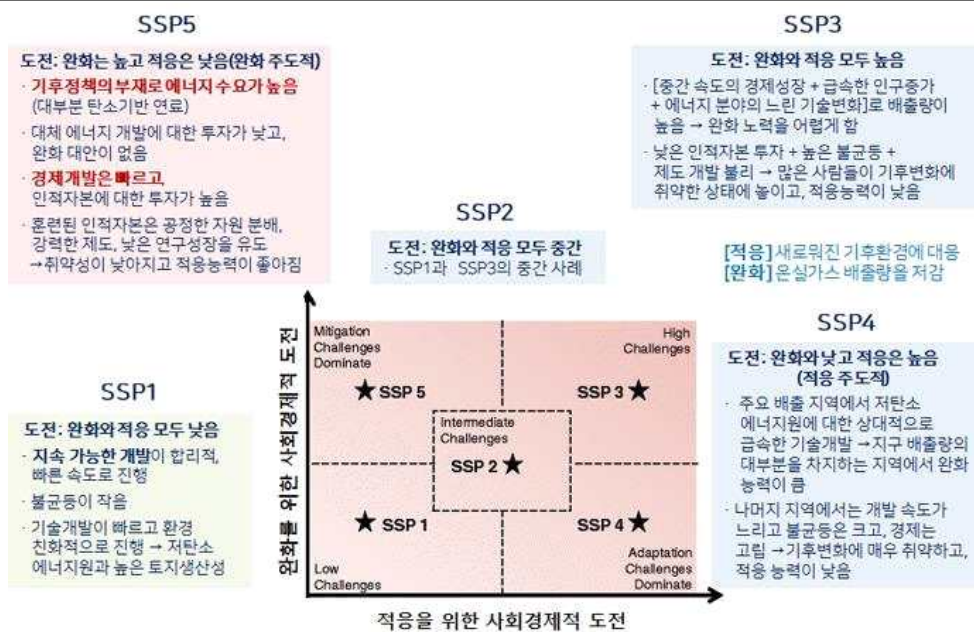 SSP5
도전: 완화는 높고 적응은 낮음(완화 주도적)
· 기후정책의 부재로 에너지 수요가 높음
(대부분 탄소기반 연료)
· 대체 에너지 개발에 대한 투자가 낮고,
완화 대안이 없음
· 경제개발은 빠르고,
인적자본에 대한 투자가 높음
· 훈련된 인적자본은 공정한 자원 분배,
강력한 제도, 낮은 연구성장을 유도
→취약성이 낮아지고 적응능력이 좋아짐
SSP3
도전: 완화와 적응 모두 높음
· [중간 속도의 경제성장 + 급속한 인구중가
+ 에너지 분야의 느린 기술변화]로 배출량이
높음 → 완화 노력을 어렵게 함
· 낮은 인적자본 투자 + 높은 불균등 +
제도 개발 불리 → 많은 사람들이 기후변화에
취약한 상태에 놓이고, 적응능력이 낮음
SSP2
도전: 완화와 적응 모두 중간
· SSP1과 SSP3의 중간 사례
[적응] 새로워진 기후환경에 대응
[완화] 온실가스 배출량을 저감
SSP1
도전: 완화와 적응 모두 낮음
· 지속 가능한 개발이 합리적,
빠른 속도로 진행
· 불균등이 작음
· 기술개발이 빠르고 환경
친화적으로 진행 → 저탄소
에너지원과 높은 토지생산성
SSP4
도전: 완화와 낮고 적응은 높음
(적응 주도적)
· 주요 배출 지역에서 저탄소
에너지원에 대한 상대적으로
급속한 기술개발 → 지구 배출량의
대부분을 차지하는 지역에서 완화
능력이 큼
· 나머지 지역에서는 개발 속도가
느리고 불균등은 크고, 경제는
고립 →기후변화에 매우 취약하고,
적응 능력이 낮음
완화를 위한 사회경제적 도전
Mitigation
Challenges
Dominate
SSP 5
High
Challenges
SSP 3
Intermediate
Challenges
SSP 2
SSP 1
Low
Challenges
SSP 4
Adaptation
Challenges
Dominate
적응을 위한 사회경제적 도전